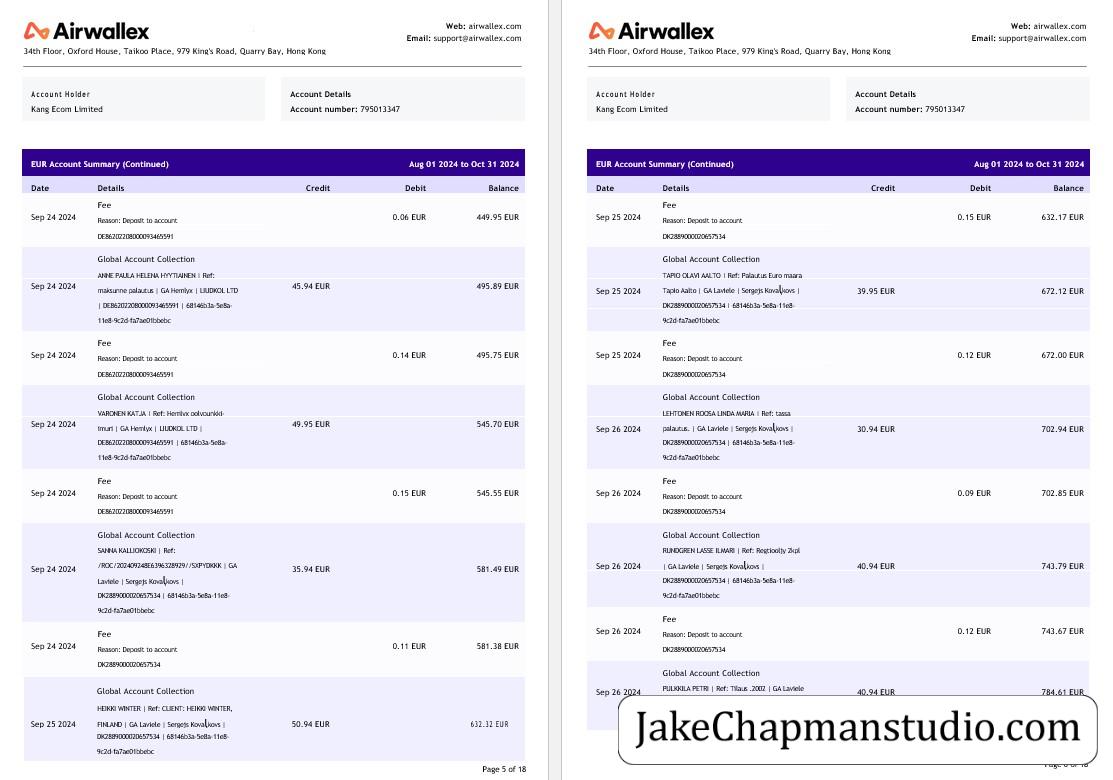 Airwallex
Web: airwallex.com
Email: support@airwallex.com
34th Floor, Oxford House, Taikoo Place, 979 King's Road, Quarry Bay, Hong Kong
Account Holder
Kang Ecom Limited
Account Details
Account number: 795013347
EUR Account Summary (Continued) Aug 01 2024 to Oct 31 2024
Date Details Credit Debit Balance
Fee
Sep 24 2024 Reason: Deposit to account 0.06 EUR 449.95 EUR
DE86202208000093465591
Global Account Collection
ANNE PAULA HELENA HYYTIAINEN | Ref:
maksunne palautus | GA Hemlyx | LIUDKOL LTD
Sep 24 2024 45.94 EUR 495.89 EUR
| DE86202208000093465591 | 68146b3a-5e8a-
11e8-9c2d-fa7ae01bbebc
Fee
Sep 24 2024 Reason: Deposit to account 0.14 EUR 495.75 EUR
DE86202208000093465591
Global Account Collection
VARONEN KATJA | Ref: Hemlyx polvounkki-
Sep 24 2024 imuri | GA Hemlyx | LIUDKOL LTD | 49.95 EUR 545.70 EUR
DE86202208000093465591 | 68146b3a-5e8a-
11e8-9c2d-fa7ae01bbebc
Fee
Sep 24 2024 Reason: Deposit to account 0.15 EUR 545.55 EUR
DE86202208000093465591
Global Account Collection
SANNA KALLIOKOSKI | Ref:
Sep 24 2024 /ROC/202409248E6396328929//SXPYDKKK | GA 35.94 EUR 581.49 EUR
Laviele | Sergejs Kovaļkovs |
DK2889000020657534 | 68146b3a-5e8a-11e8-
9c2d-fa7ae01bbebc
Fee
Sep 24 2024 Reason: Deposit to account 0.11 EUR 581.38 EUR
DK2889000020657534
Global Account Collection
HEIKKI WINTER | Ref: CLIENT: HEIKKI WINTER,
Sep 25 2024 FINLAND | GA Laviele | Sergejs Kovaļkovs | 50.94 EUR 632.32 EUR
DK2889000020657534 | 68146b3a-5e8a-11e8-
9c2d-fa7ae01bbebc
Page 5 of 18
Airwallex
Web: airwallex.com
Email: support@airwallex.com
34th Floor, Oxford House, Taikoo Place, 979 King's Road, Quarry Bay, Hong Kong
Account Holder
Kang Ecom Limited
Account Details
Account number: 795013347
EUR Account Summary (Continued) Aug 01 2024 to Oct 31 2024
Date Details Credit Debit Balance
Fee
Sep 25 2024 Reason: Deposit to account 0.15 EUR 632.17 EUR
DK2889000020657534
Global Account Collection
TAPIO OLAVI AALTO | Ref: Palautus Euro maara
Sep 25 2024 Tapio Aalto | GA Laviele | Sergejs Kovaļkovs | 39.95 EUR 672.12 EUR
DK2889000020657534 | 68146b3a-5e8a-11e8-
9c2d-fa7ae01bbebc
Fee
Sep 25 2024 Reason: Deposit to account 0.12 EUR 672.00 EUR
DK2889000020657534
Global Account Collection
LEHTONEN ROOSA LINDA MARIA | Ref: tassa
Sep 26 2024 palautus. | GA Laviele | Sergejs Kovaļkovs | 30.94 EUR 702.94 EUR
DK2889000020657534 | 68146b3a-5e8a-11e8-
9c2d-fa7ae01bbebc
Fee
Sep 26 2024 Reason: Deposit to account 0.09 EUR 702.85 EUR
DK2889000020657534
Global Account Collection
RUNDGREN LASSE ILMARI | Ref: Regtiooljy 2kpl
Sep 26 2024 | GA Laviele | Sergejs Kovaļkovs | 40.94 EUR 743.79 EUR
DK2889000020657534 | 68146b3a-5e8a-11e8-
9c2d-fa7ae01bbebc
Fee
Sep 26 2024 Reason: Deposit to account 0.12 EUR 743.67 EUR
DK2889000020657534
Global Account Collection
PULKKILA PETRI | Ref: Tilaus .2002 | GA Laviele
Sep 26 2024 40.94 EUR 784.61 EUR
JakeChapmanstudio.com